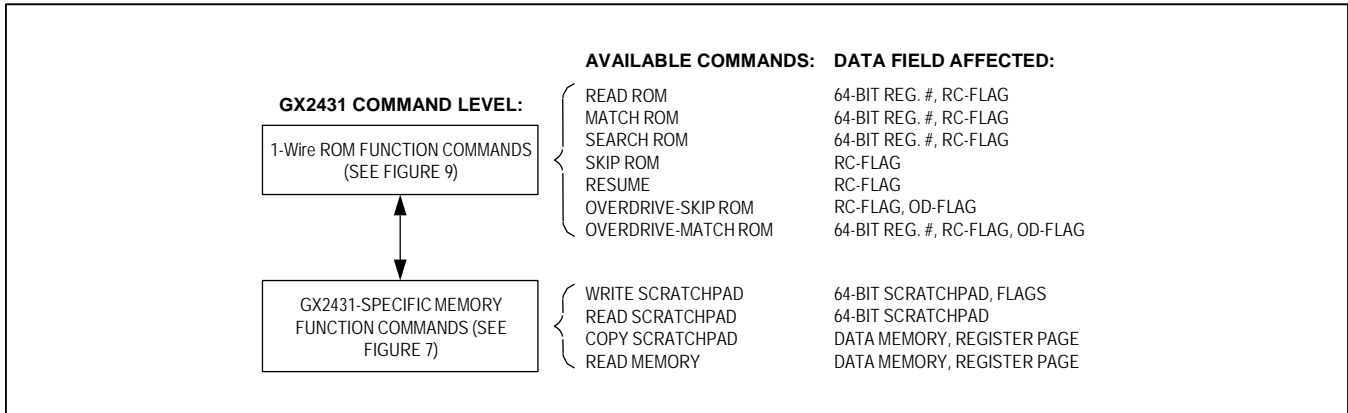 AVAILABLE COMMANDS: DATA FIELD AFFECTED:
GX2431 COMMAND LEVEL:
1-Wire ROM FUNCTION COMMANDS
(SEE FIGURE 9)
READ ROM 64-BIT REG. #, RC-FLAG
MATCH ROM 64-BIT REG. #, RC-FLAG
SEARCH ROM 64-BIT REG. #, RC-FLAG
SKIP ROM RC-FLAG
RESUME RC-FLAG
OVERDRIVE-SKIP ROM RC-FLAG, OD-FLAG
OVERDRIVE-MATCH ROM 64-BIT REG. #, RC-FLAG, OD-FLAG
GX2431-SPECIFIC MEMORY
FUNCTION COMMANDS (SEE
FIGURE 7)
WRITE SCRATCHPAD 64-BIT SCRATCHPAD, FLAGS
READ SCRATCHPAD 64-BIT SCRATCHPAD
COPY SCRATCHPAD DATA MEMORY, REGISTER PAGE
READ MEMORY DATA MEMORY, REGISTER PAGE